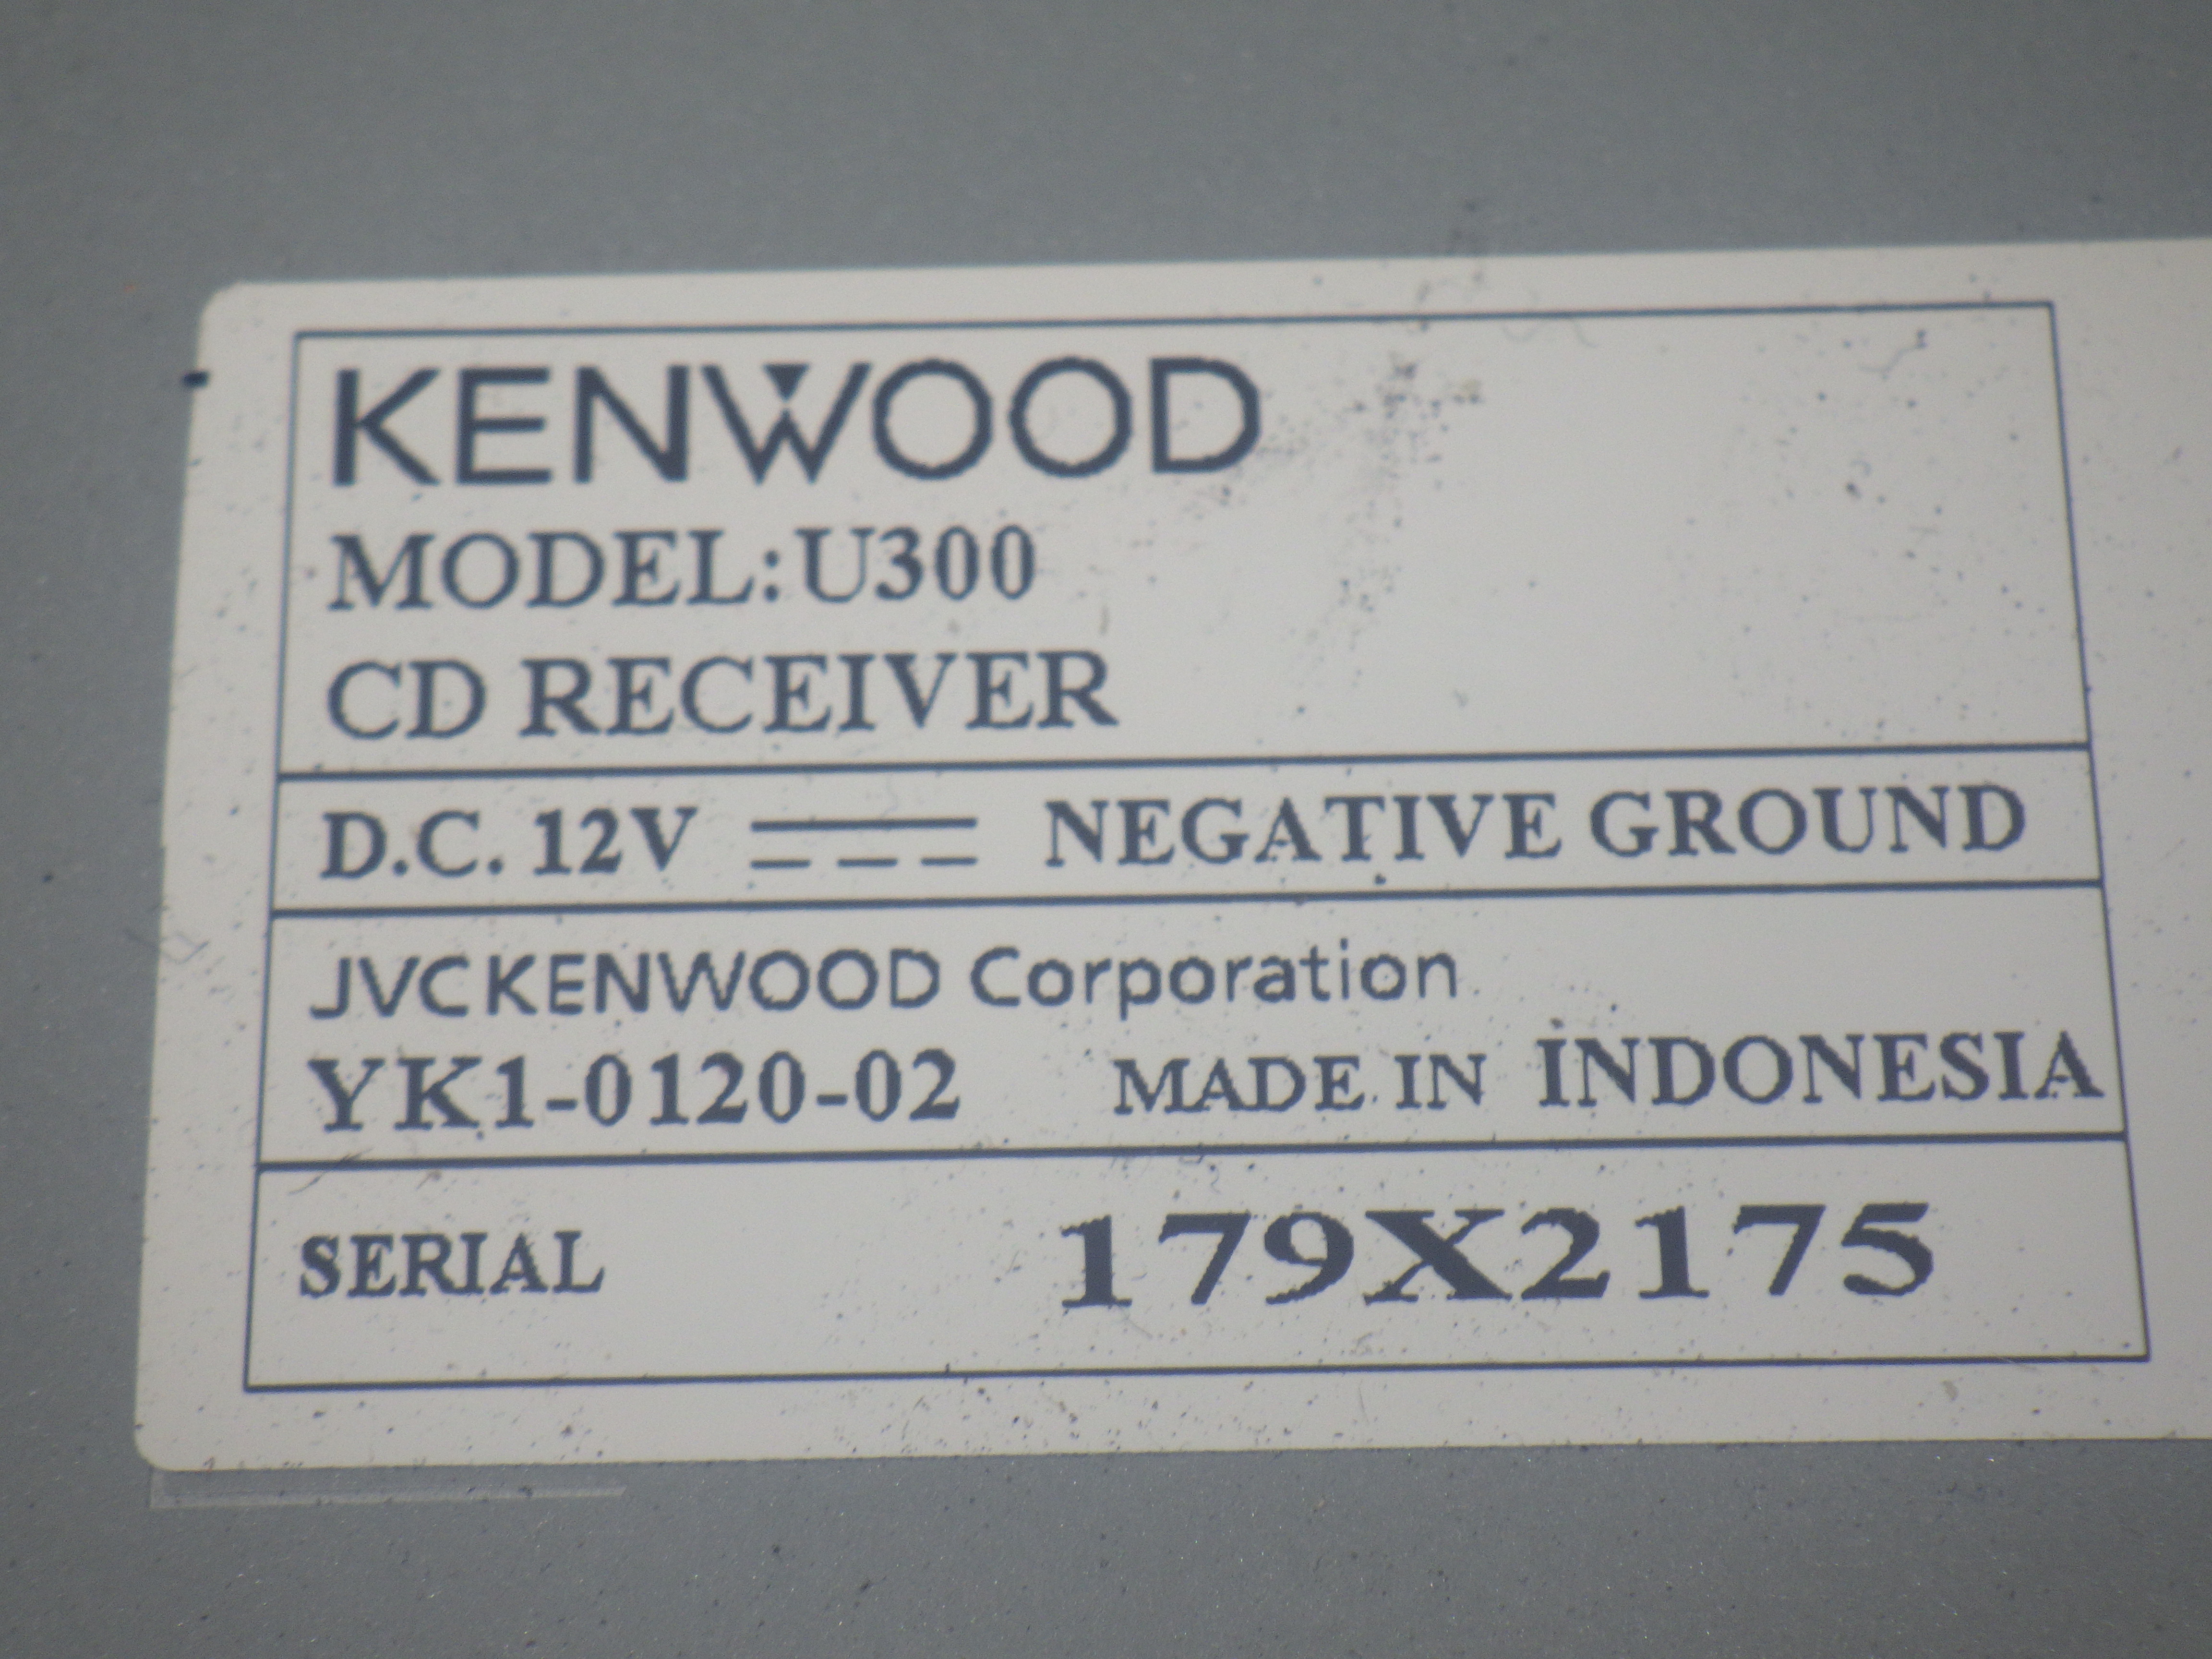 KENWOOD
MODEL:U300
CD RECEIVER
D.C. 12V NEGATIVE GROUND
JVCKENWOOD Corporation
YK1-0120-02 MADE IN INDONESIA
SERIAL 179X2175